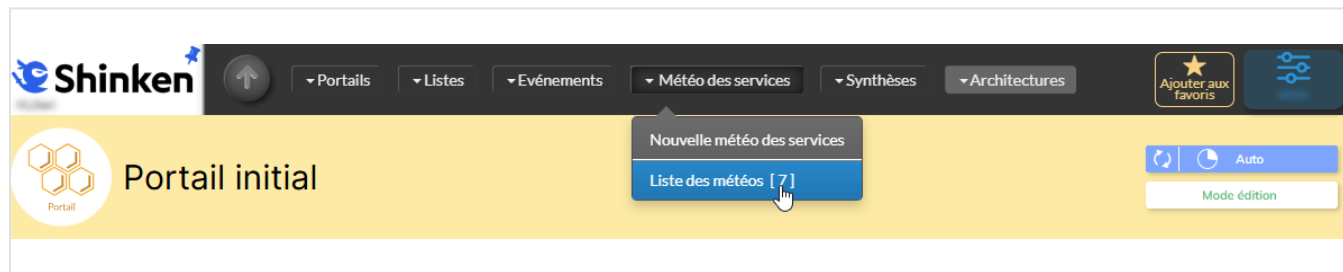 Shinken
Portails
Listes
Evénements
Météo des services
Synthèses
Architectures
Ajouter aux
favoris
Nouvelle météo des services
Liste des météos [ 7 ]
Portail
Portail initial
Auto
Mode édition